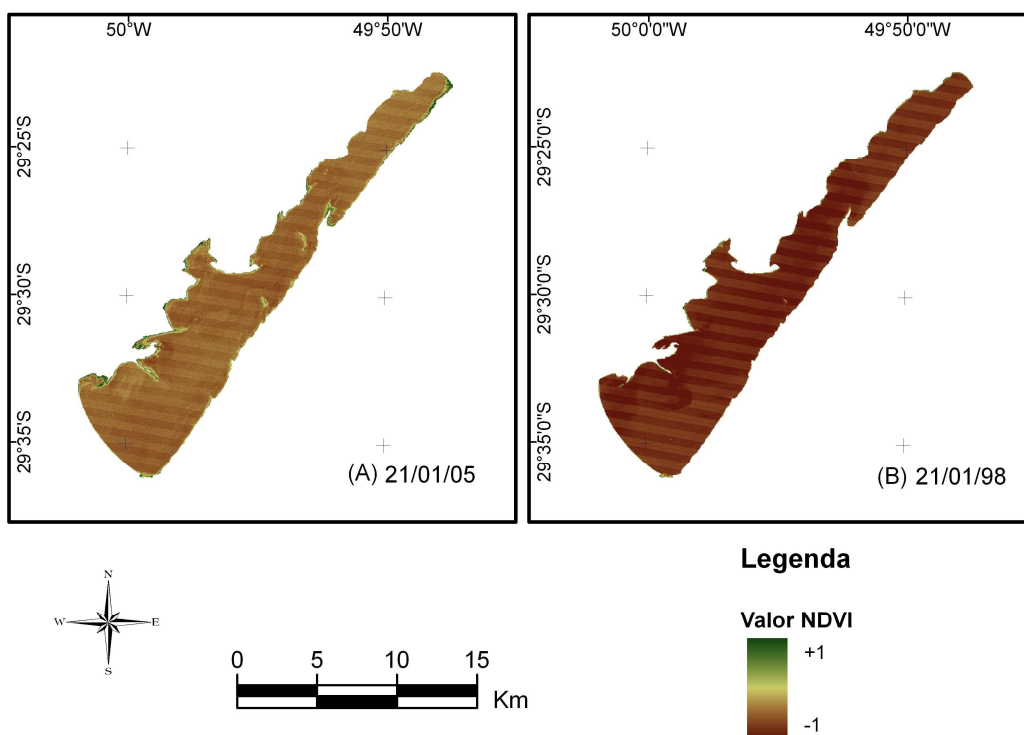 50°W 49°50'W
29°25'S
29°30'S
29°35'S
(A) 21/01/05
50°0'0"W 49°50'0"W
29°25'0"S
29°30'0"S
29°35'0"S
(B) 21/01/98
N
W E
S
0 5 10 15
Km
Legenda
Valor NDVI
+1
-1